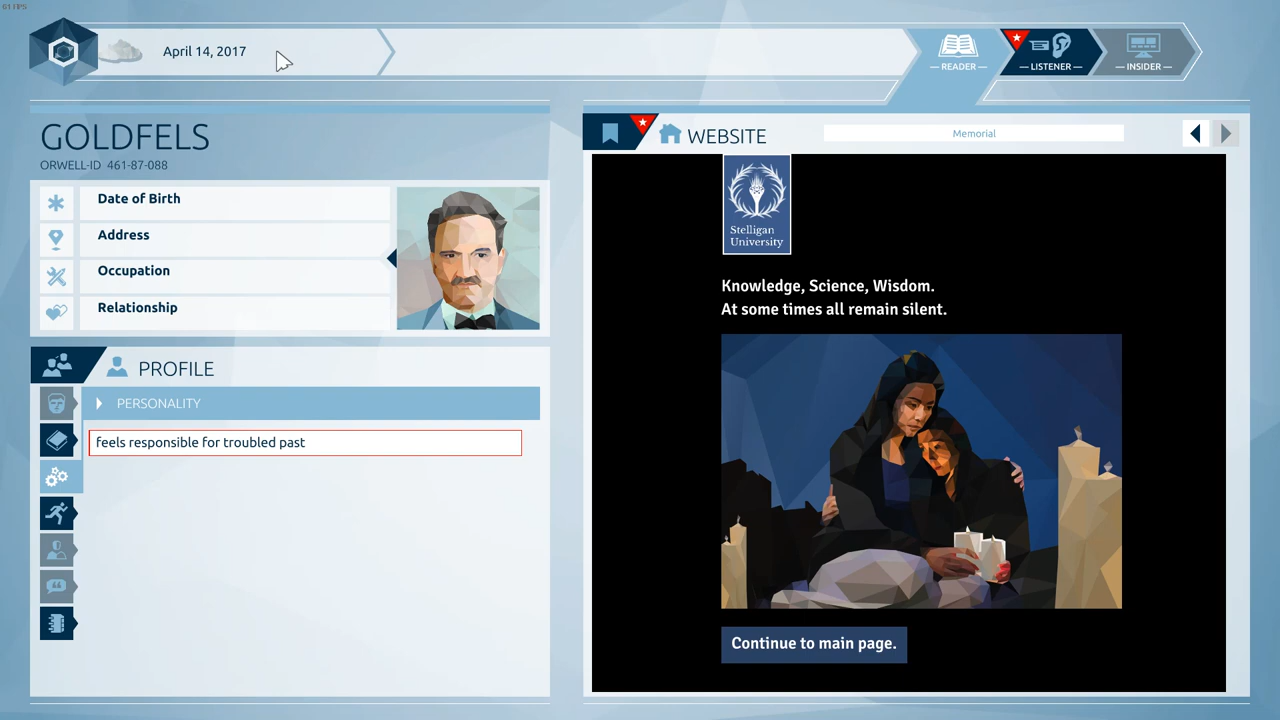 61 FPS
April 14, 2017
— READER —
— LISTENER —
— INSIDER —
GOLDFELS
ORWELL-ID 461-87-088
Date of Birth
Address
Occupation
Relationship
PROFILE
PERSONALITY
feels responsible for troubled past
WEBSITE
Memorial
Stelligan
University
Knowledge, Science, Wisdom.
At some times all remain silent.
Continue to main page.